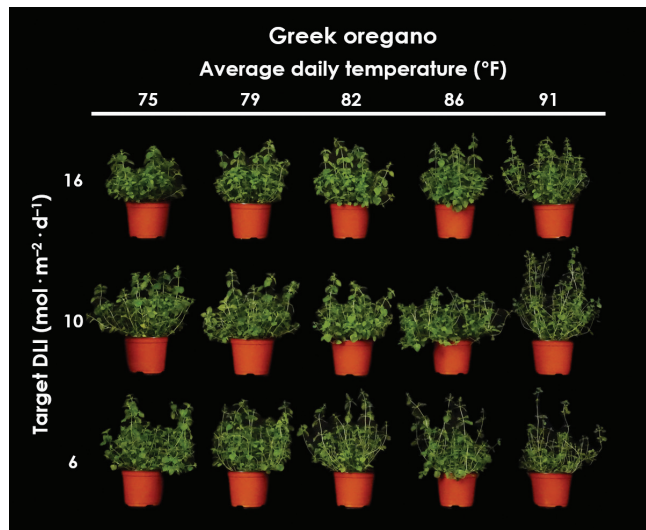 Greek oregano
Average daily temperature (°F)
75 79 82 86 91
Target DLI (mol·m⁻²·d⁻¹)
16
10
6